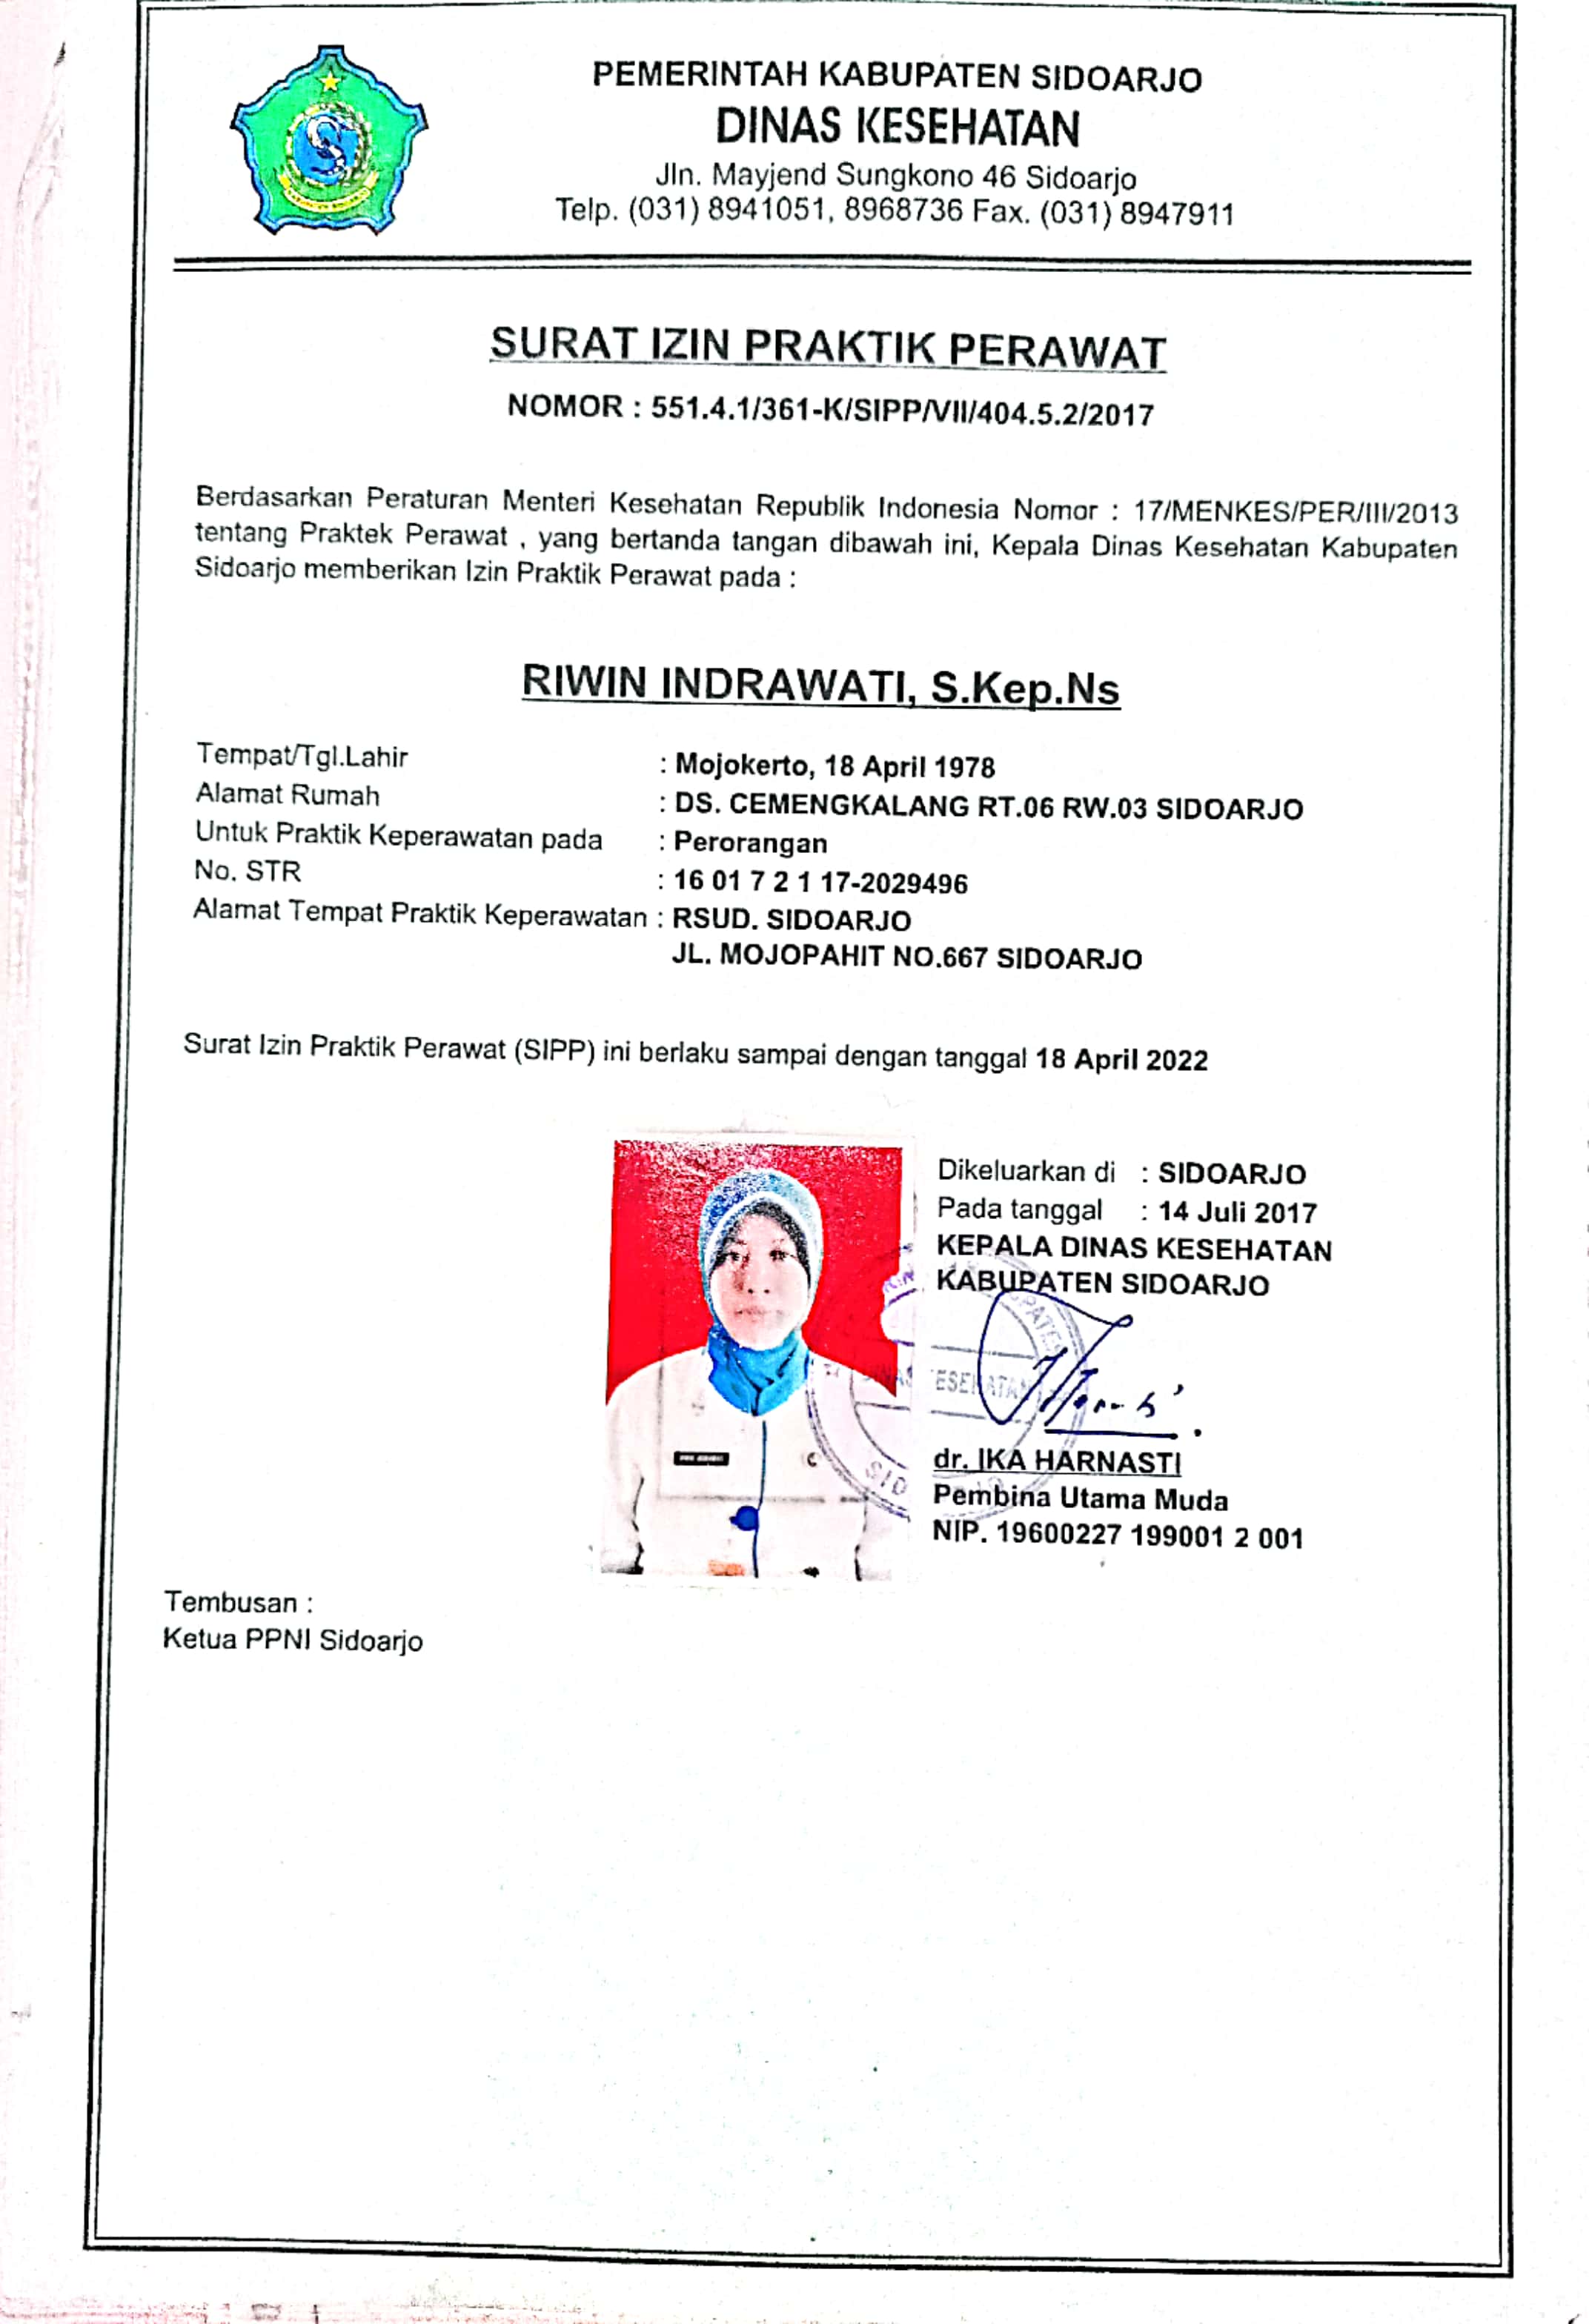 PEMERINTAH KABUPATEN SIDOARJO
DINAS KESEHATAN
Jln. Mayjend Sungkono 46 Sidoarjo
Telp. (031) 8941051, 8968736 Fax. (031) 8947911
SURAT IZIN PRAKTIK PERAWAT
NOMOR : 551.4.1/361-K/SIPP/VII/404.5.2/2017
Berdasarkan Peraturan Menteri Kesehatan Republik Indonesia Nomor : 17/MENKES/PER/III/2013
tentang Praktek Perawat , yang bertanda tangan dibawah ini, Kepala Dinas Kesehatan Kabupaten
Sidoarjo memberikan Izin Praktik Perawat pada :
RIWIN INDRAWATI, S.Kep.Ns
Tempat/Tgl.Lahir : Mojokerto, 18 April 1978
Alamat Rumah : DS. CEMENGKALANG RT.06 RW.03 SIDOARJO
Untuk Praktik Keperawatan pada : Perorangan
No. STR : 16 01 7 2 1 17-2029496
Alamat Tempat Praktik Keperawatan : RSUD. SIDOARJO
JL. MOJOPAHIT NO.667 SIDOARJO
Surat Izin Praktik Perawat (SIPP) ini berlaku sampai dengan tanggal 18 April 2022
Dikeluarkan di : SIDOARJO
Pada tanggal : 14 Juli 2017
KEPALA DINAS KESEHATAN
KABUPATEN SIDOARJO
dr. IKA HARNASTI
Pembina Utama Muda
NIP. 19600227 199001 2 001
Tembusan :
Ketua PPNI Sidoarjo